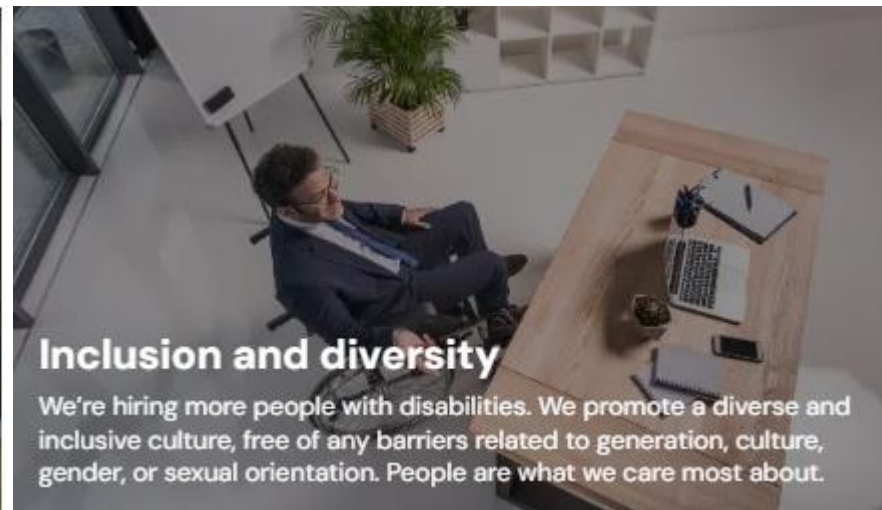 Inclusion and diversity
We’re hiring more people with disabilities. We promote a diverse and
inclusive culture, free of any barriers related to generation, culture,
gender, or sexual orientation. People are what we care most about.